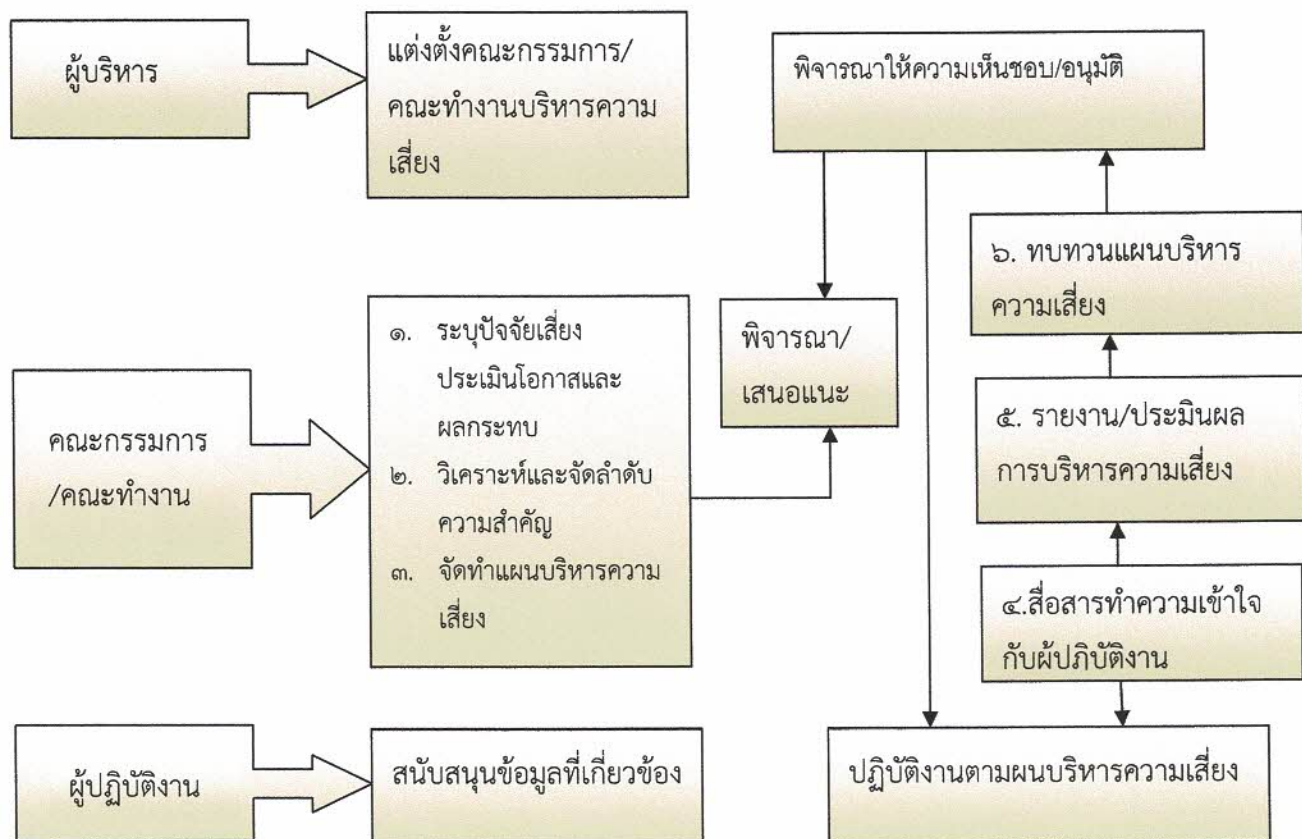 ผู้บริหาร
แต่งตั้งคณะกรรมการ/
คณะทำงานบริหารความ
เสี่ยง
พิจารณาให้ความเห็นชอบ/อนุมัติ
๖. ทบทวนแผนบริหาร
ความเสี่ยง
คณะกรรมการ
/คณะทำงาน
๑. ระบุปัจจัยเสี่ยง
ประเมินโอกาสและ
ผลกระทบ
๒. วิเคราะห์และจัดลำดับ
ความสำคัญ
๓. จัดทำแผนบริหารความ
เสี่ยง
พิจารณา/
เสนอแนะ
๕. รายงาน/ประมินผล
การบริหารความเสี่ยง
๔.สื่อสารทำความเข้าใจ
กับผ้ปฏิบัติงาน
ผู้ปฏิบัติงาน
สนับสนุนข้อมูลที่เกี่ยวข้อง
ปฏิบัติงานตามผนบริหารความเสี่ยง